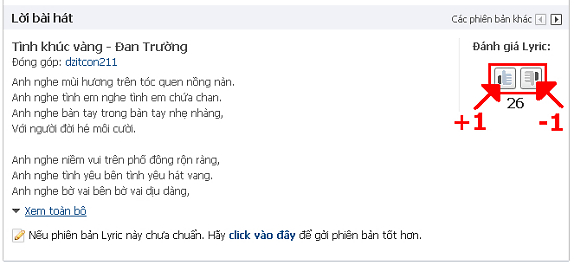 Lời bài hát
Các phiên bản khác
Tình khúc vàng - Đan Trường
Đánh giá Lyric:
Đóng góp: dzitcon211
Anh nghe mùi hương trên tóc quen nồng nàn.
Anh nghe tình em nghe tình em chứa chan.
Anh nghe bàn tay trong bàn tay nhẹ nhàng,
Với người đời hé môi cười.
26
+1
-1
Anh nghe niềm vui trên phố đông rộn ràng,
Anh nghe tình yêu bên tình yêu hát vang.
Anh nghe bờ vai bên bờ vai dịu dàng,
Xem toàn bộ
Nếu phiên bản Lyric này chưa chuẩn. Hãy click vào đây để gởi phiên bản tốt hơn.